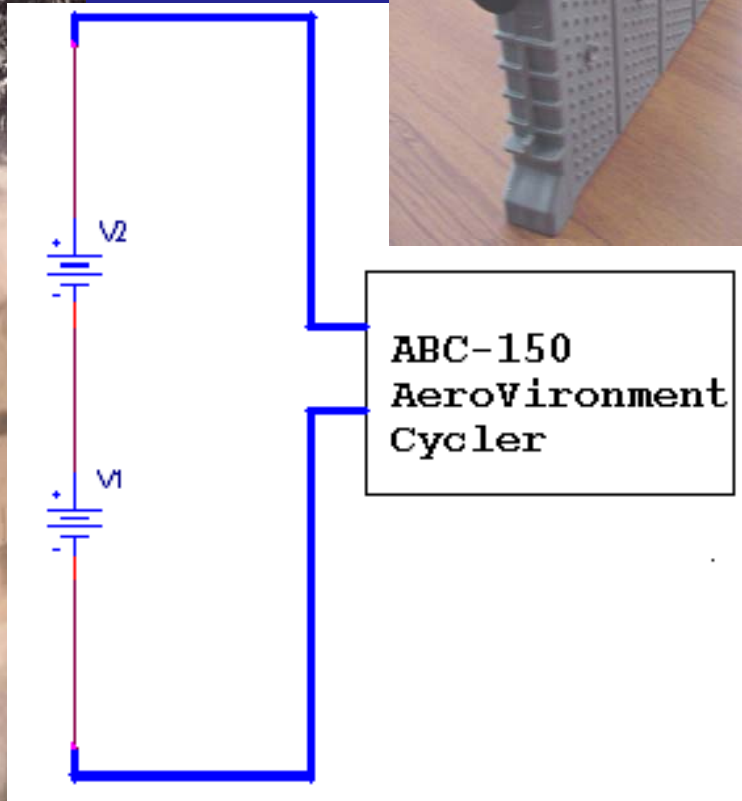 V2
+
-
ABC-150
AeroVironment
Cycler
V1
+
-